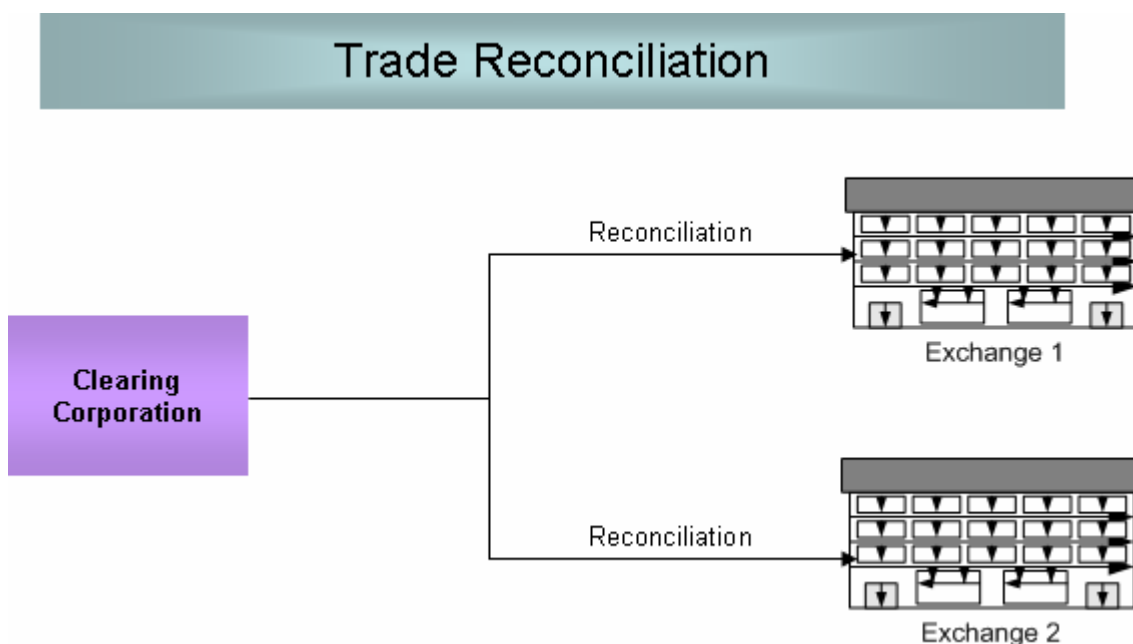 Trade Reconciliation
Reconciliation
Exchange 1
Clearing
Corporation
Reconciliation
Exchange 2